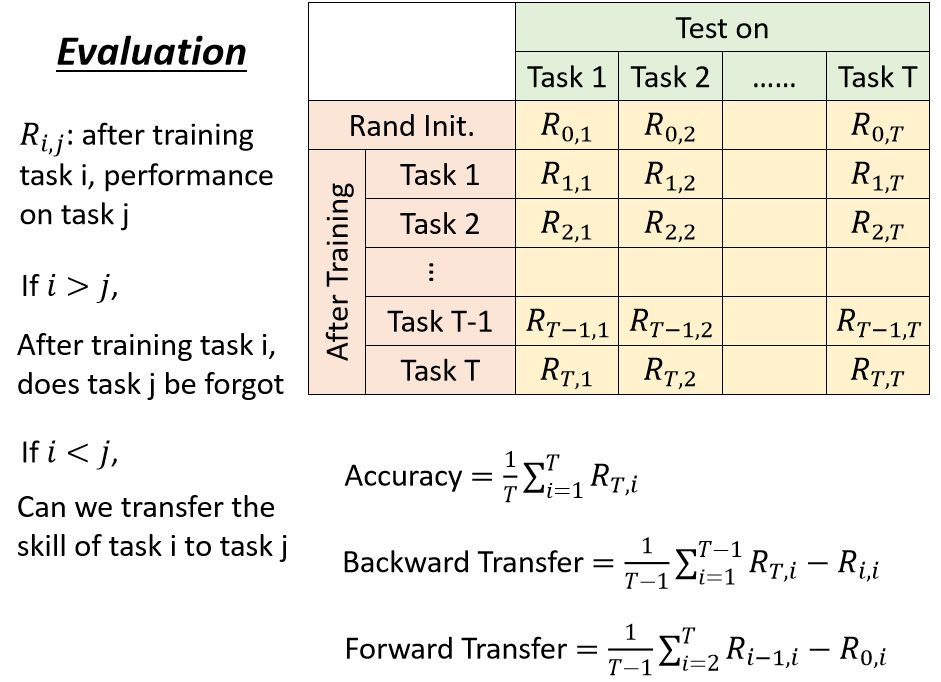 Evaluation
R_{i,j}: after training
task i, performance
on task j
If i > j,
After training task i,
does task j be forgot
If i < j,
Can we transfer the
skill of task i to task j
Test on
Task 1 Task 2 …… Task T
Rand Init. R_{0,1} R_{0,2} R_{0,T}
After Training
Task 1 R_{1,1} R_{1,2} R_{1,T}
Task 2 R_{2,1} R_{2,2} R_{2,T}
⋮
Task T-1 R_{T−1,1} R_{T−1,2} R_{T−1,T}
Task T R_{T,1} R_{T,2} R_{T,T}
Accuracy = \frac{1}{T} \sum_{i=1}^{T} R_{T,i}
Backward Transfer = \frac{1}{T−1} \sum_{i=1}^{T−1} R_{T,i} − R_{i,i}
Forward Transfer = \frac{1}{T−1} \sum_{i=2}^{T} R_{i−1,i} − R_{0,i}